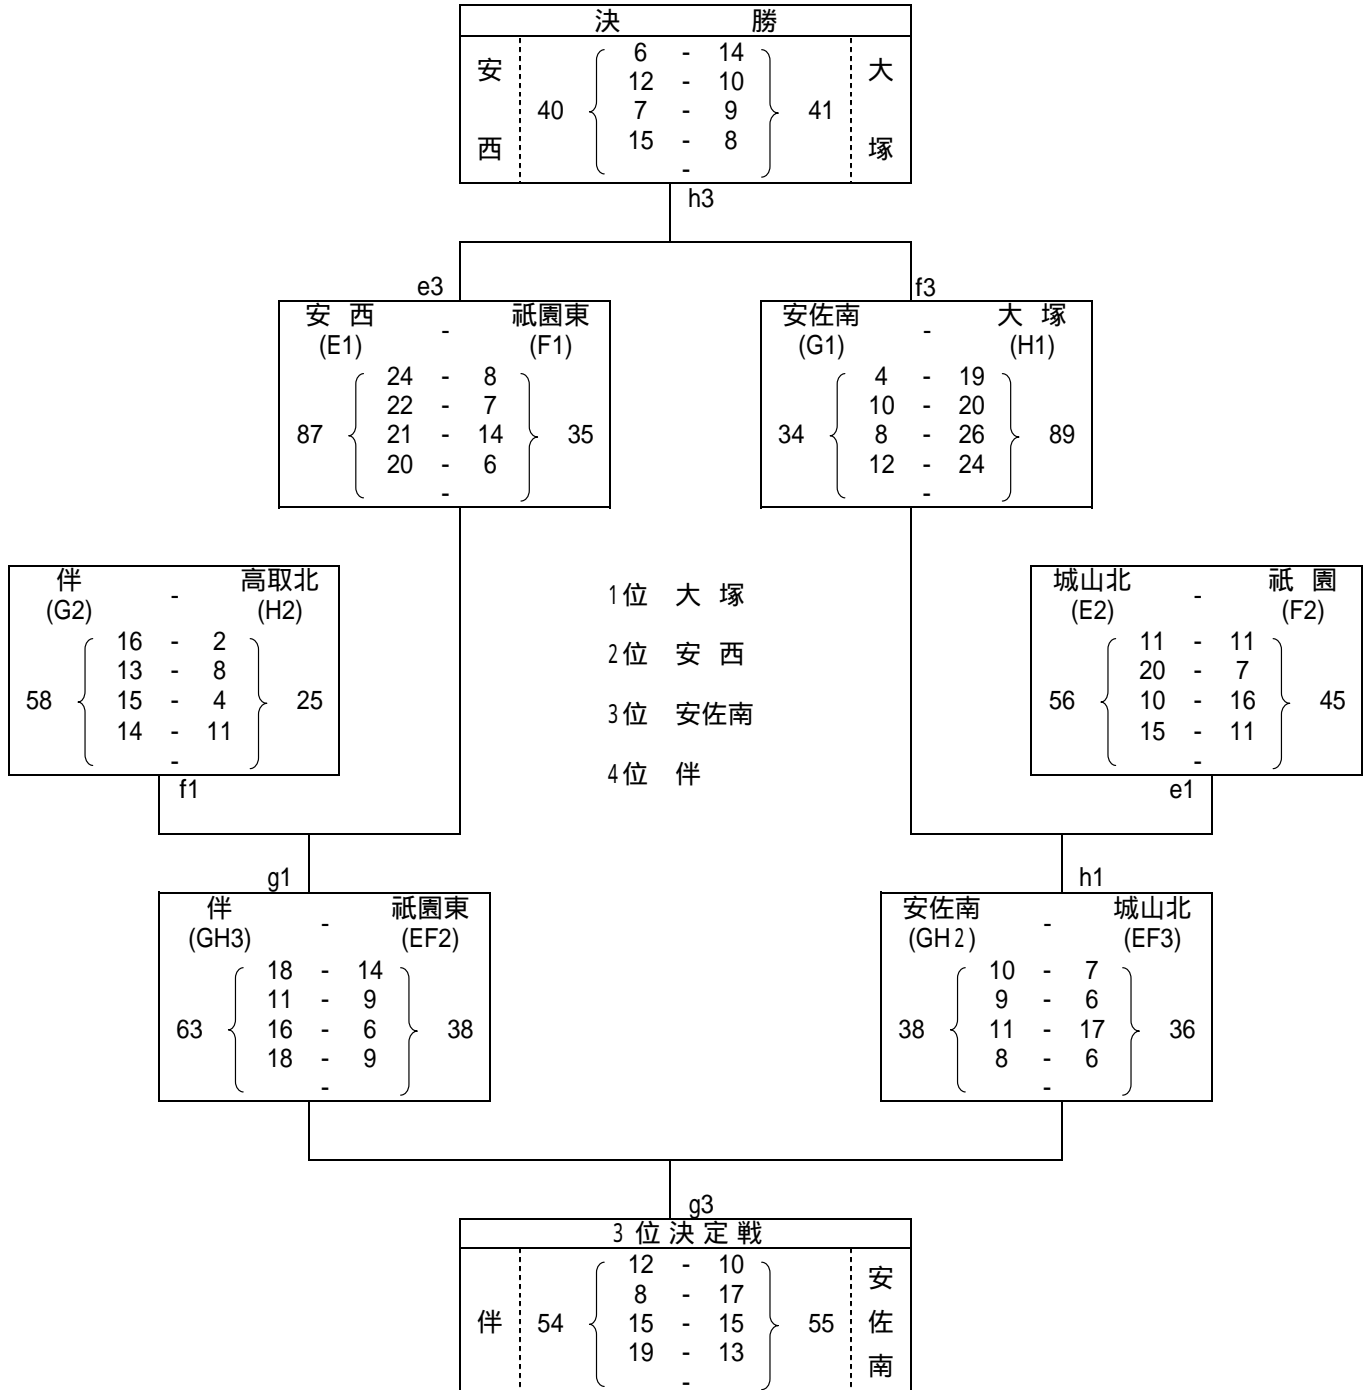 決 勝
安西 40 6 - 14 41 大塚
12 - 10
7 - 9
15 - 8
-
h3
e3 f3
安 西 - 祇園東
(E1) (F1)
24 - 8
22 - 7
87 21 - 14 35
20 - 6
-
安佐南 - 大 塚
(G1) (H1)
4 - 19
10 - 20
34 8 - 26 89
12 - 24
-
伴 - 高取北
(G2) (H2)
16 - 2
13 - 8
58 15 - 4 25
14 - 11
-
f1
1位 大 塚
2位 安 西
3位 安佐南
4位 伴
城山北 - 祇 園
(E2) (F2)
11 - 11
20 - 7
56 10 - 16 45
15 - 11
-
e1
g1
伴 - 祇園東
(GH3) (EF2)
18 - 14
11 - 9
63 16 - 6 38
18 - 9
-
h1
安佐南 - 城山北
(GH2) (EF3)
10 - 7
9 - 6
38 11 - 17 36
8 - 6
-
g3
3位決定戦
伴 54 12 - 10 55 安佐南
8 - 17
15 - 15
19 - 13
-